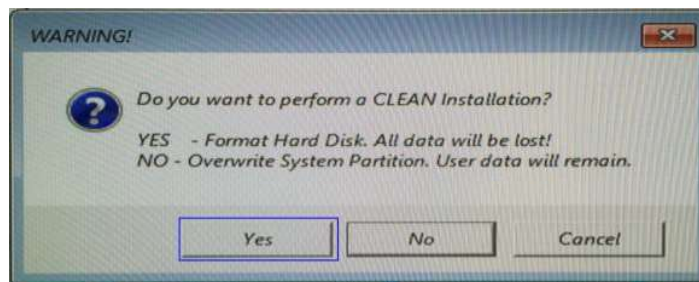 WARNING!
Do you want to perform a CLEAN Installation?
YES - Format Hard Disk. All data will be lost!
NO - Overwrite System Partition. User data will remain.
Yes No Cancel